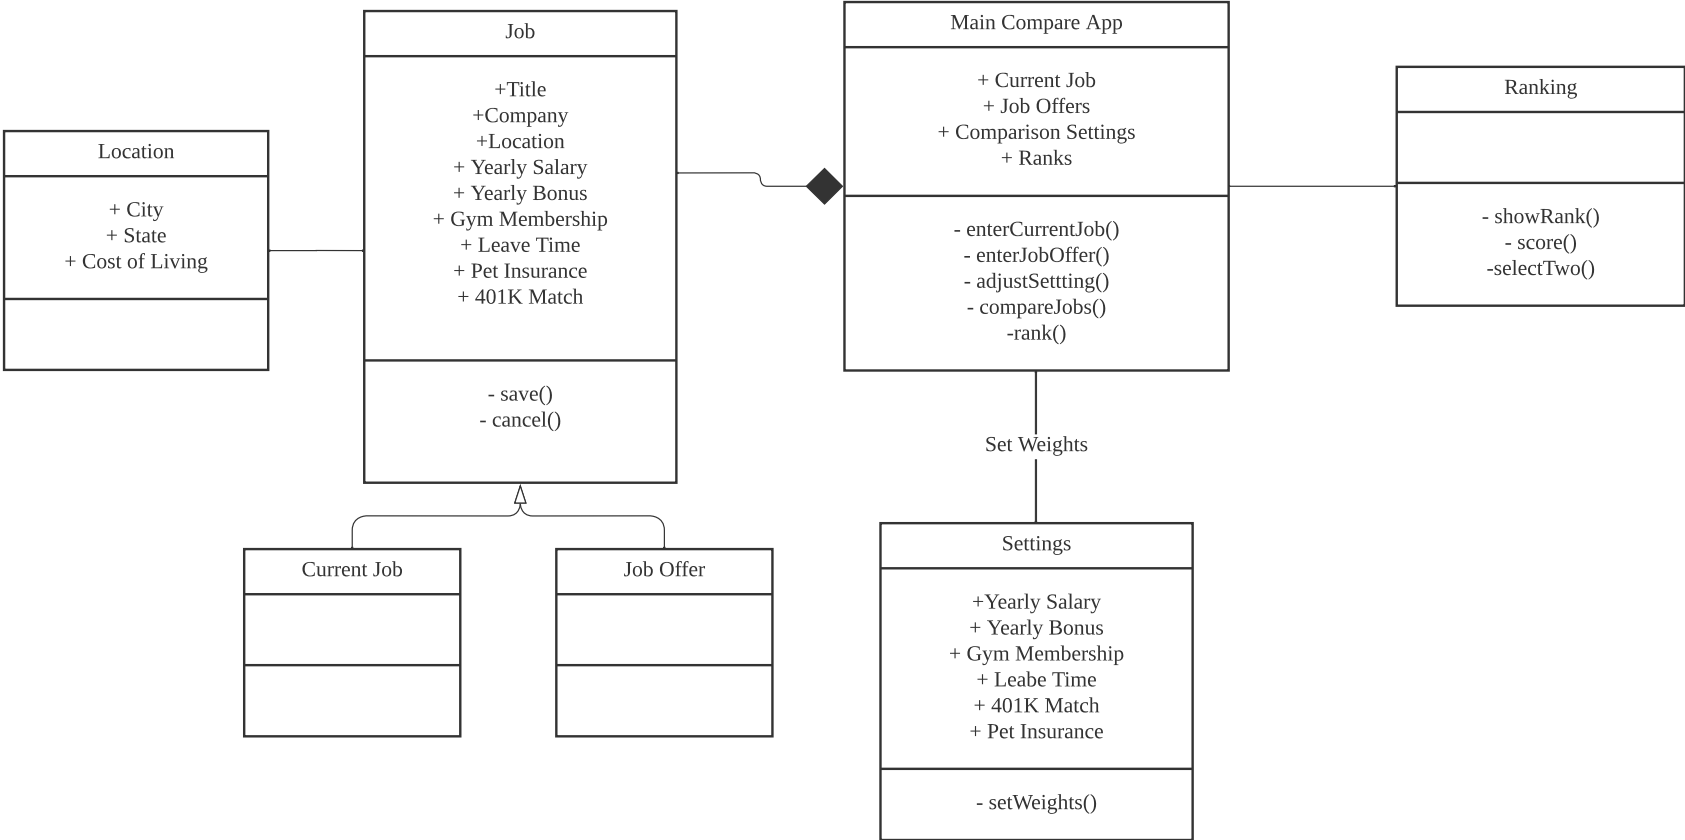 Location
+ City
+ State
+ Cost of Living
Job
+Title
+Company
+Location
+ Yearly Salary
+ Yearly Bonus
+ Gym Membership
+ Leave Time
+ Pet Insurance
+ 401K Match
- save()
- cancel()
Current Job
Job Offer
Main Compare App
+ Current Job
+ Job Offers
+ Comparison Settings
+ Ranks
- enterCurrentJob()
- enterJobOffer()
- adjustSettting()
- compareJobs()
-rank()
Set Weights
Settings
+Yearly Salary
+ Yearly Bonus
+ Gym Membership
+ Leabe Time
+ 401K Match
+ Pet Insurance
- setWeights()
Ranking
- showRank()
- score()
-selectTwo()